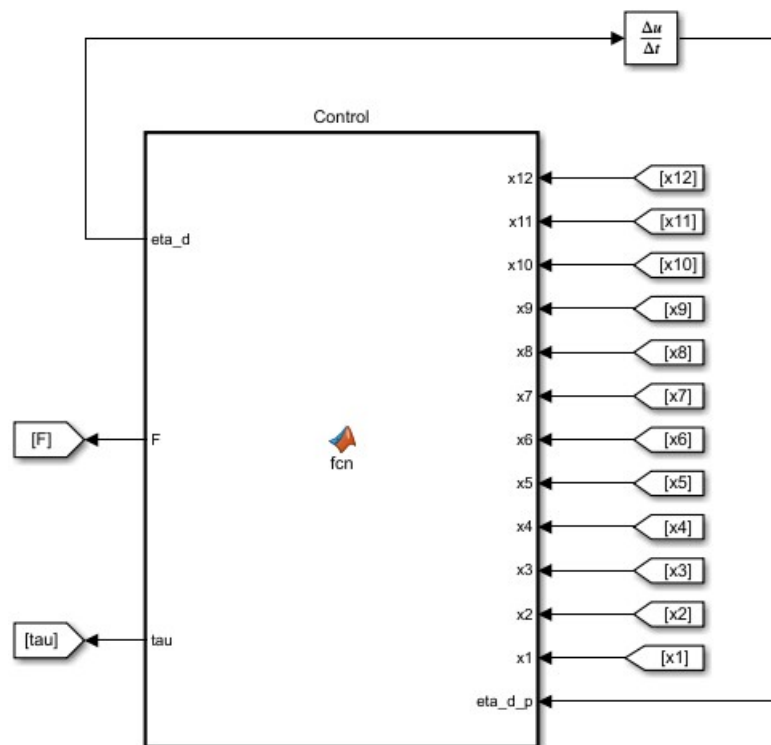 Δu
Δt
Control
x12
[x12]
x11
[x11]
eta_d
x10
[x10]
x9
[x9]
x8
[x8]
x7
[x7]
[F]
F
fcn
x6
[x6]
x5
[x5]
x4
[x4]
x3
[x3]
x2
[x2]
[tau]
tau
x1
[x1]
eta_d_p